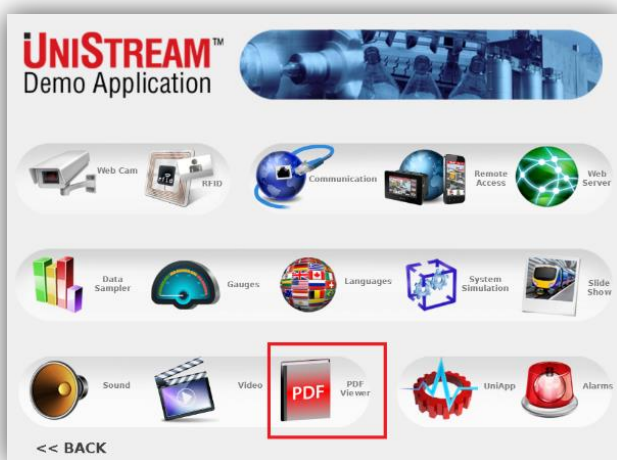 UNISTREAM™
Demo Application
Web Cam
RFID
Communication
Remote
Access
Web
Server
Data
Sampler
Gauges
Languages
System
Simulation
Slide
Show
Sound
Video
PDF
PDF
Viewer
UniApp
Alarms
<< BACK